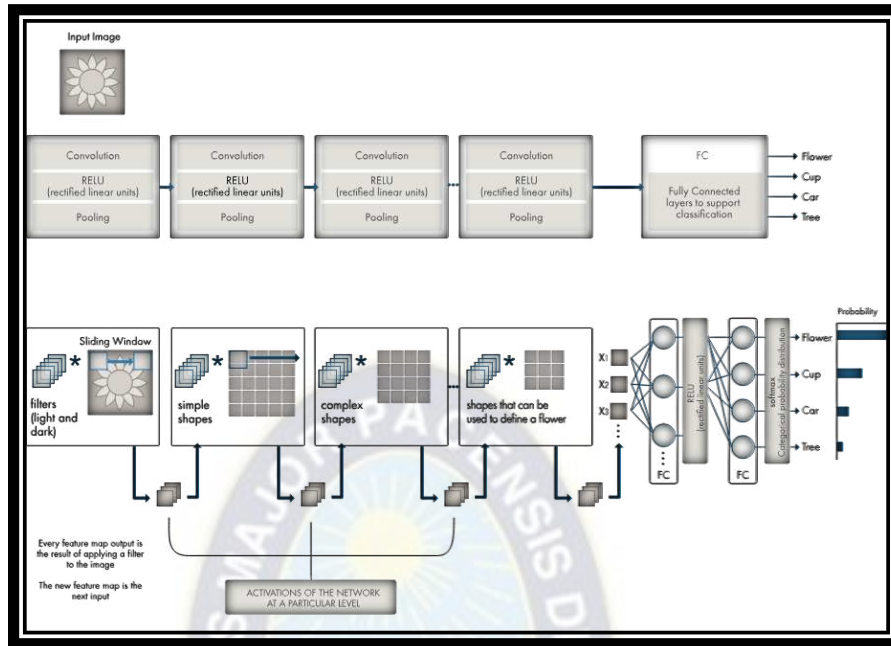 Input Image
Convolution
RELU
(rectified linear units)
Pooling
Convolution
RELU
(rectified linear units)
Pooling
Convolution
RELU
(rectified linear units)
Pooling
Convolution
RELU
(rectified linear units)
Pooling
FC
Fully Connected
layers to support
classification
Flower
Cup
Car
Tree
Sliding Window
*
filters
(light and
dark)
*
simple
shapes
*
complex
shapes
*
shapes that can be
used to define a flower
X1
X2
X3
FC
RELU
(rectified linear units)
FC
softmax
Categorical probability distribution
Flower
Cup
Car
Tree
Probability
Every feature map output is
the result of applying a filter
to the image
The new feature map is the
next input
ACTIVATIONS OF THE NETWORK
AT A PARTICULAR LEVEL
S MAJOR PACENSIS D